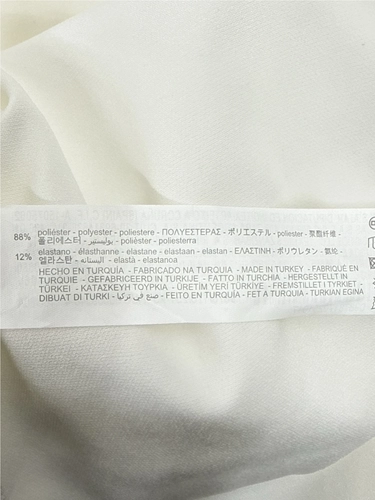 88% poliéster - polyester - poliestere - ΠΟΛΥΕΣΤΕΡΑΣ - ポリエステル - poliester - 聚酯纤维 -
폴리에스터 - بوليستير - polièster - poliesterra
12% elastano - élasthanne - elastane - elastaan - elastan - ΕΛΑΣΤΙΝΗ - ポリウレタン - 氨纶 -
엘라스탄 - اليستانه - elastà - elastanoa
HECHO EN TURQUÍA - FABRICADO NA TURQUIA - MADE IN TURKEY - FABRIQUÉ EN
TURQUIE - GEFABRICEERD IN TURKIJE - FATTO IN TURCHIA - HERGESTELLT IN
TÜRKEI - ΚΑΤΑΣΚΕΥΗ ΤΟΥΡΚΙΑ - ÜRETİM YERİ TÜRKİYE - FREMSTILLET I TYRKIET -
DIBUAT DI TURKI - صنع في تركيا - FEITO EN TURQUÍA - FET A TURQUIA - TURKIAN EGINA